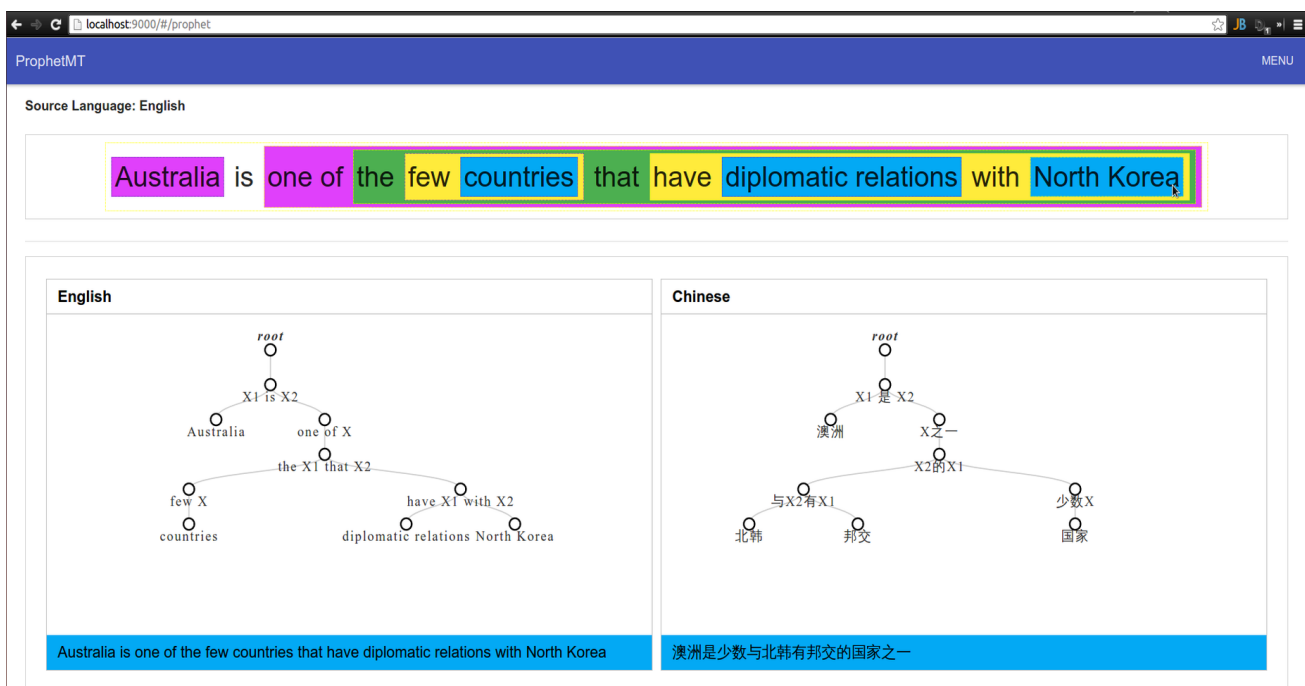 localhost:9000/#/prophet
JB
ProphetMT
MENU
Source Language: English
Australia is one of the few countries that have diplomatic relations with North Korea
English
root
X1 is X2
Australia one of X
the X1 that X2
few X have X1 with X2
countries diplomatic relations North Korea
Australia is one of the few countries that have diplomatic relations with North Korea
Chinese
root
X1 是 X2
澳洲 X之一
X2的X1
与X2有X1 少数X
北韩 邦交 国家
澳洲是少数与北韩有邦交的国家之一